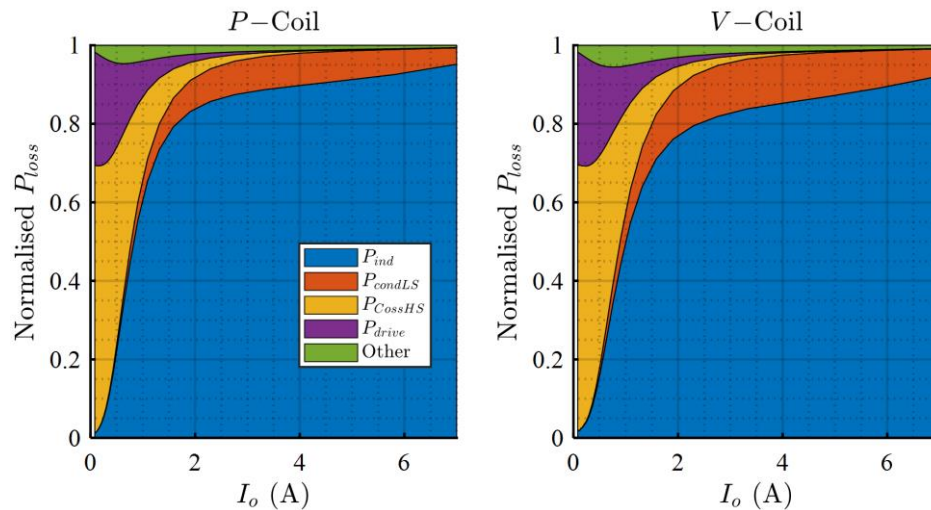 P−Coil
Normalised P_loss
1
0.8
0.6
0.4
0.2
0
0 2 4 6
I_o (A)
P_ind
P_condLS
P_CossHS
P_drive
Other
V−Coil
Normalised P_loss
1
0.8
0.6
0.4
0.2
0
0 2 4 6
I_o (A)